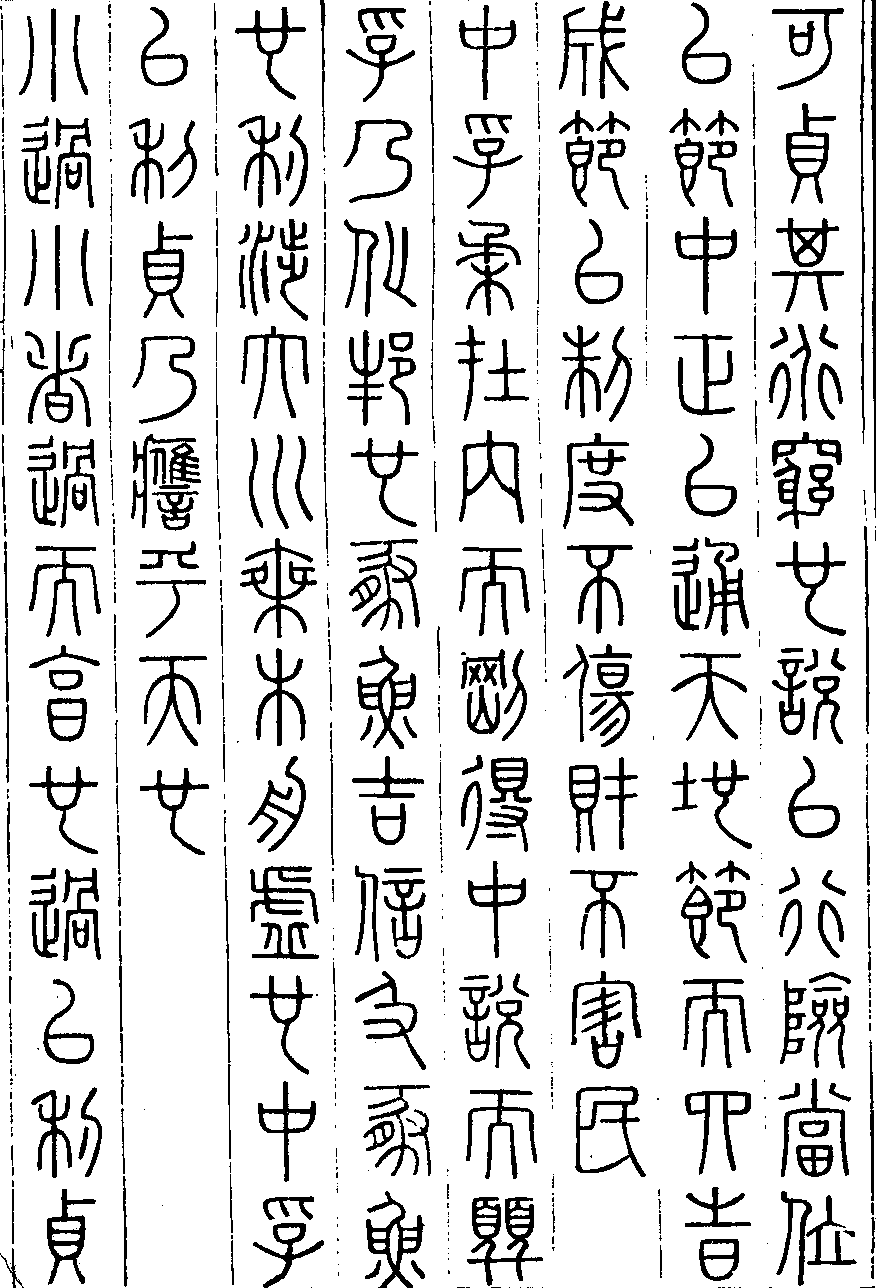 可貞其道窮也說以行險當位
以節中正以通天地節而四時
成節以制度不傷財不害民
中孚柔在內而剛得中說而巽
孚乃化邦也豚魚吉信及豚魚
也利涉大川乘木舟虛也中孚
以利貞乃應乎天也
小過小者過而亨也過以利貞